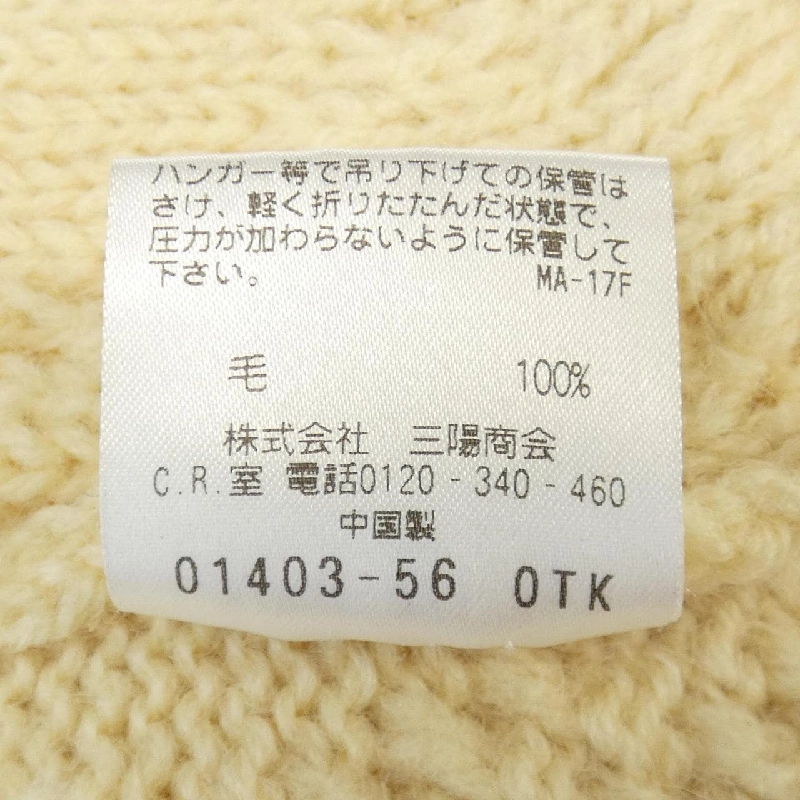 ハンガー等で吊り下げての保管は
さけ、軽く折りたたんだ状態で、
圧力が加わらないように保管して
下さい。 MA-17F
毛 100%
株式会社 三陽商会
C.R.室 電話0120-340-460
中国製
01403-56 0TK